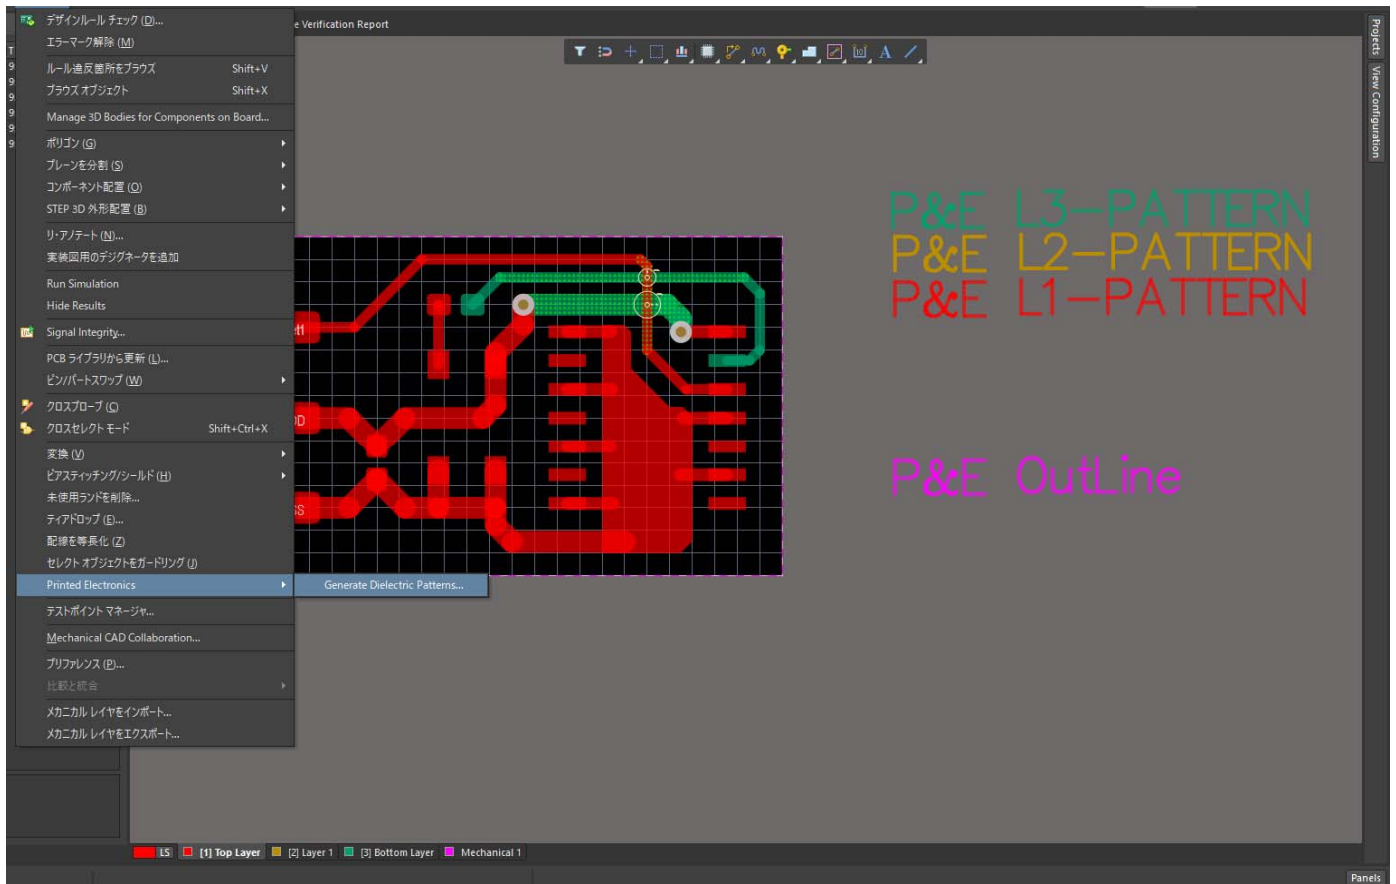 デザインルール チェック (D)...
エラーマーク解除 (M)
ルール違反箇所をブラウズ Shift+V
ブラウズ オブジェクト Shift+X
Manage 3D Bodies for Components on Board...
ポリゴン (G)
プレーンを分割 (S)
コンポーネント配置 (O)
STEP 3D 外形配置 (B)
リ・アノテート (N)...
実装図用のデジグネータを追加
Run Simulation
Hide Results
Signal Integrity...
PCB ライブラリから更新 (L)...
ピン/パートスワップ (W)
クロスプローブ (C)
クロスセレクト モード Shift+Ctrl+X
変換 (V)
ビアスティッチング/シールド (H)
未使用ランドを削除...
ティアドロップ (E)...
配線を等長化 (Z)
セレクト オブジェクトをガードリング (J)
Printed Electronics
Generate Dielectric Patterns...
テストポイント マネージャ...
Mechanical CAD Collaboration...
プリファレンス (P)...
比較と統合
メカニカル レイヤをインポート...
メカニカル レイヤをエクスポート...
e Verification Report
P&E L3-PATTERN
P&E L2-PATTERN
P&E L1-PATTERN
P&E OutLine
LS [1] Top Layer [2] Layer 1 [3] Bottom Layer Mechanical 1
Projects
View Configuration
Panels